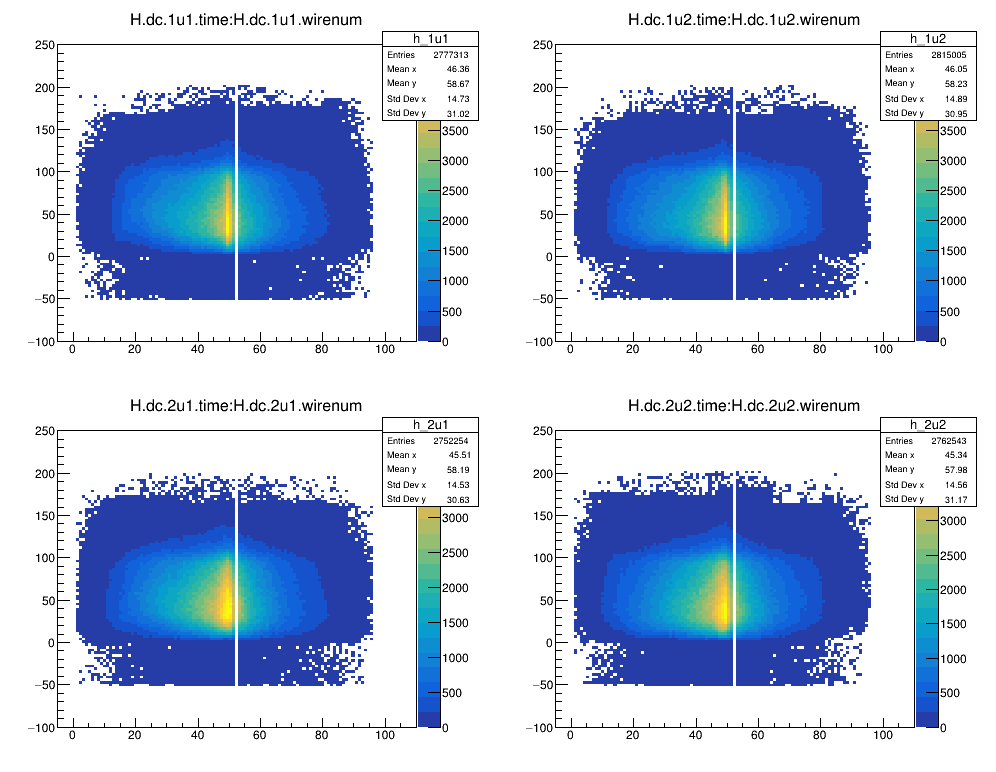 H.dc.1u1.time:H.dc.1u1.wirenum
h_1u1
Entries 2777313
Mean x 46.36
Mean y 58.67
Std Dev x 14.73
Std Dev y 31.02
250
200
150
100
50
0
−50
−100
0 20 40 60 80 100
3500
3000
2500
2000
1500
1000
500
0
H.dc.1u2.time:H.dc.1u2.wirenum
h_1u2
Entries 2815005
Mean x 46.05
Mean y 58.23
Std Dev x 14.89
Std Dev y 30.95
250
200
150
100
50
0
−50
−100
0 20 40 60 80 100
3500
3000
2500
2000
1500
1000
500
0
H.dc.2u1.time:H.dc.2u1.wirenum
h_2u1
Entries 2752254
Mean x 45.51
Mean y 58.19
Std Dev x 14.53
Std Dev y 30.63
250
200
150
100
50
0
−50
−100
0 20 40 60 80 100
3000
2500
2000
1500
1000
500
0
H.dc.2u2.time:H.dc.2u2.wirenum
h_2u2
Entries 2762543
Mean x 45.34
Mean y 57.98
Std Dev x 14.56
Std Dev y 31.17
250
200
150
100
50
0
−50
−100
0 20 40 60 80 100
3000
2500
2000
1500
1000
500
0